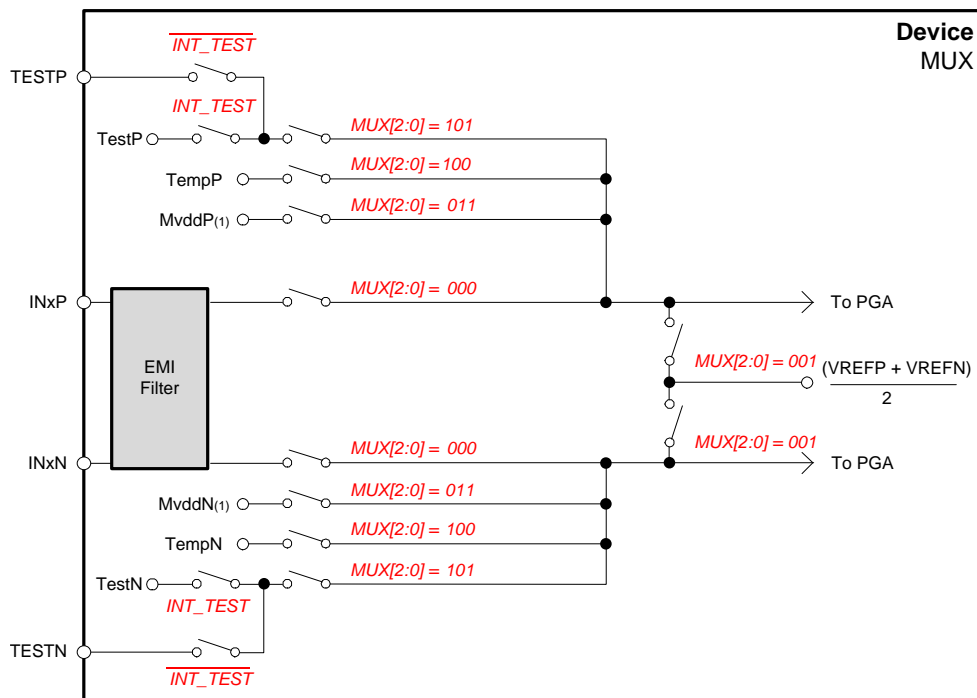 Device
MUX
INT_TEST
TESTP
INT_TEST
TestP
MUX[2:0] = 101
TempP
MUX[2:0] = 100
MvddP(1)
MUX[2:0] = 011
INxP
MUX[2:0] = 000
To PGA
EMI
Filter
MUX[2:0] = 001
(VREFP + VREFN)
2
MUX[2:0] = 000
MUX[2:0] = 001
INxN
To PGA
MvddN(1)
MUX[2:0] = 011
TempN
MUX[2:0] = 100
TestN
MUX[2:0] = 101
INT_TEST
TESTN
INT_TEST